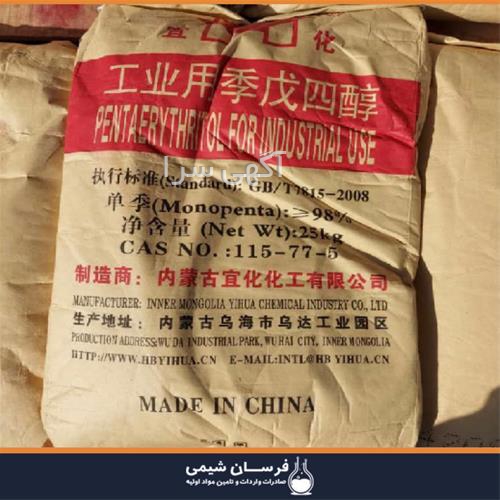 宜 化
工业用季戊四醇
PENTAERYTHRITOL FOR INDUSTRIAL USE
آگهی سرا
执行标准(Standard): GB/T7815-2008
单季(Monopenta):≥98%
净含量 (Net Wt):25kg
CAS NO.:115-77-5
制造商：内蒙古宜化化工有限公司
MANUFACTURER: INNER MONGOLIA YIHUA CHEMICAL INDUSTRY CO., LTD
生产地址：内蒙古乌海市乌达工业园区
PRODUCTION ADDRESS:WUDA INDUSTRIAL PARK, WUHAI CITY, INNER MONGOLIA
HTTP://WWW.HBYIHUA.CN E-MAIL:INTL@HBYIHUA.CN
MADE IN CHINA
فرسان شیمی
صادرات واردات و تامین مواد اولیه